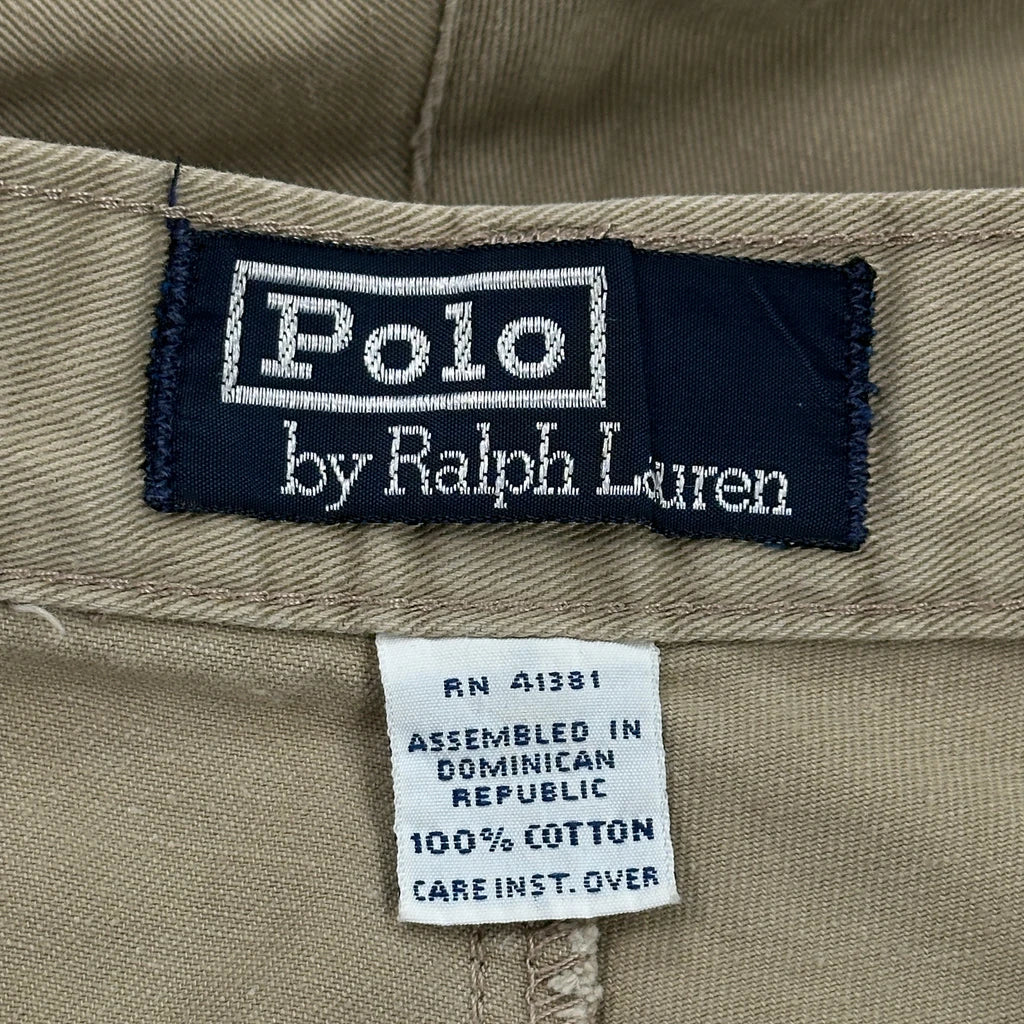 Polo
by Ralph Lauren
RN 41381
ASSEMBLED IN
DOMINICAN
REPUBLIC
100% COTTON
CARE INST. OVER